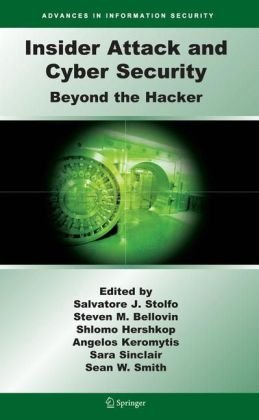 ADVANCES IN INFORMATION SECURITY
Insider Attack and
Cyber Security
Beyond the Hacker
Edited by
Salvatore J. Stolfo
Steven M. Bellovin
Shlomo Hershkop
Angelos Keromytis
Sara Sinclair
Sean W. Smith
Springer